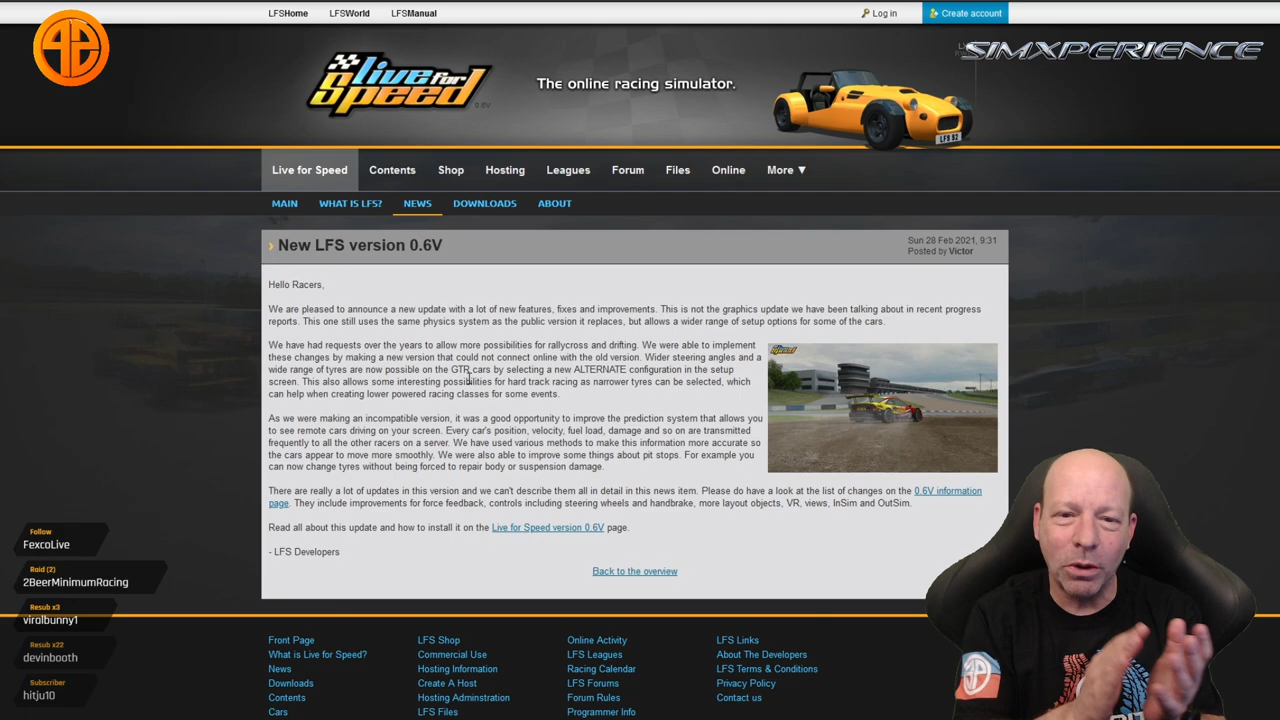 LFSHome LFSWorld LFSManual Log in Create account
SIMXPERIENCE
live for Speed 0.6V
The online racing simulator.
LFS 92
Live for Speed Contents Shop Hosting Leagues Forum Files Online More ▼
MAIN WHAT IS LFS? NEWS DOWNLOADS ABOUT
› New LFS version 0.6V
Sun 28 Feb 2021, 9:31
Posted by Victor
Hello Racers,
We are pleased to announce a new update with a lot of new features, fixes and improvements. This is not the graphics update we have been talking about in recent progress
reports. This one still uses the same physics system as the public version it replaces, but allows a wider range of setup options for some of the cars.
We have had requests over the years to allow more possibilities for rallycross and drifting. We were able to implement
these changes by making a new version that could not connect online with the old version. Wider steering angles and a
wide range of tyres are now possible on the GTR cars by selecting a new ALTERNATE configuration in the setup
screen. This also allows some interesting possibilities for hard track racing as narrower tyres can be selected, which
can help when creating lower powered racing classes for some events.
As we were making an incompatible version, it was a good opportunity to improve the prediction system that allows you
to see remote cars driving on your screen. Every car's position, velocity, fuel load, damage and so on are transmitted
frequently to all the other racers on a server. We have used various methods to make this information more accurate so
the cars appear to move more smoothly. We were also able to improve some things about pit stops. For example you
can now change tyres without being forced to repair body or suspension damage.
There are really a lot of updates in this version and we can't describe them all in detail in this news item. Please do have a look at the list of changes on the 0.6V information
page. They include improvements for force feedback, controls including steering wheels and handbrake, more layout objects, VR, views, InSim and OutSim.
Read all about this update and how to install it on the Live for Speed version 0.6V page.
- LFS Developers
Back to the overview
Follow
FexcoLive
Raid (2)
2BeerMinimumRacing
Resub x3
viralbunny1
Resub x22
devinbooth
Subscriber
hitju10
Front Page LFS Shop Online Activity LFS Links
What is Live for Speed? Commercial Use LFS Leagues About The Developers
News Hosting Information Racing Calendar LFS Terms & Conditions
Downloads Create A Host LFS Forums Privacy Policy
Contents Hosting Adminstration Forum Rules Contact us
Cars LFS Files Programmer Info